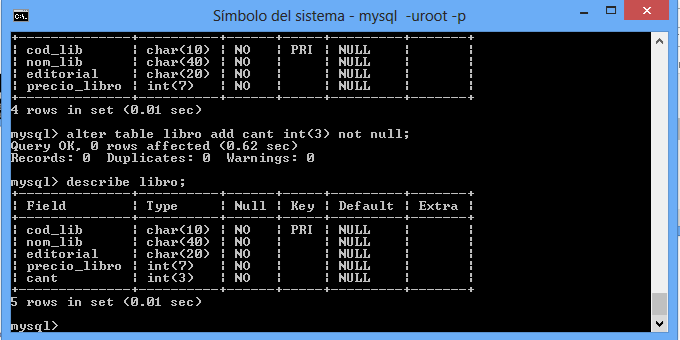 Símbolo del sistema - mysql -uroot -p
+--------------+----------+------+-----+---------+-------+
| cod_lib | char(10) | NO | PRI | NULL | |
| nom_lib | char(40) | NO | | NULL | |
| editorial | char(20) | NO | | NULL | |
| precio_libro | int(7) | NO | | NULL | |
+--------------+----------+------+-----+---------+-------+
4 rows in set (0.01 sec)
mysql> alter table libro add cant int(3) not null;
Query OK, 0 rows affected (0.62 sec)
Records: 0 Duplicates: 0 Warnings: 0
mysql> describe libro;
+--------------+----------+------+-----+---------+-------+
| Field | Type | Null | Key | Default | Extra |
+--------------+----------+------+-----+---------+-------+
| cod_lib | char(10) | NO | PRI | NULL | |
| nom_lib | char(40) | NO | | NULL | |
| editorial | char(20) | NO | | NULL | |
| precio_libro | int(7) | NO | | NULL | |
| cant | int(3) | NO | | NULL | |
+--------------+----------+------+-----+---------+-------+
5 rows in set (0.01 sec)
mysql>